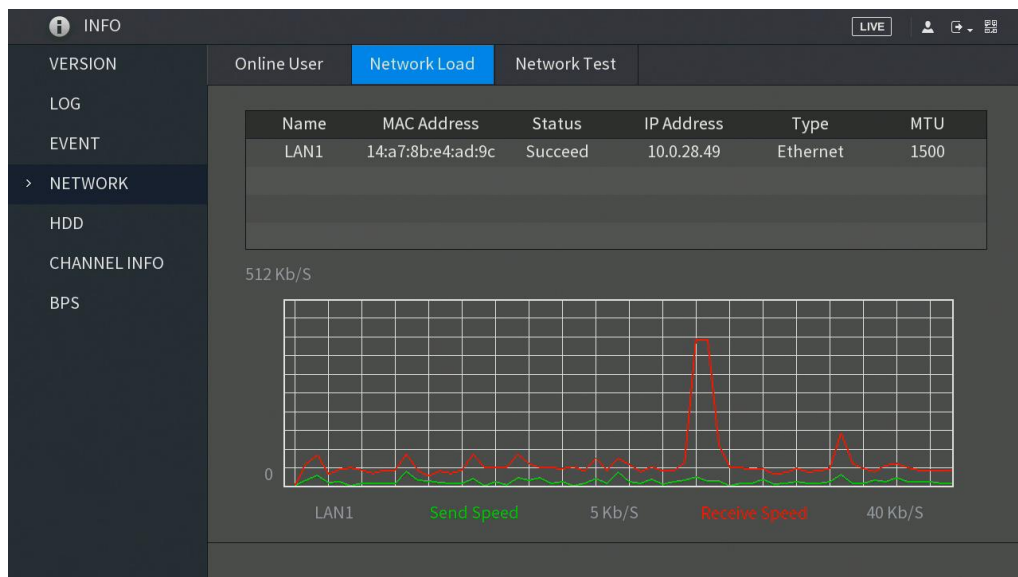 INFO LIVE
VERSION
LOG
EVENT
> NETWORK
HDD
CHANNEL INFO
BPS
Online User Network Load Network Test
Name MAC Address Status IP Address Type MTU
LAN1 14:a7:8b:e4:ad:9c Succeed 10.0.28.49 Ethernet 1500
512 Kb/S
0
LAN1 Send Speed 5 Kb/S Receive Speed 40 Kb/S